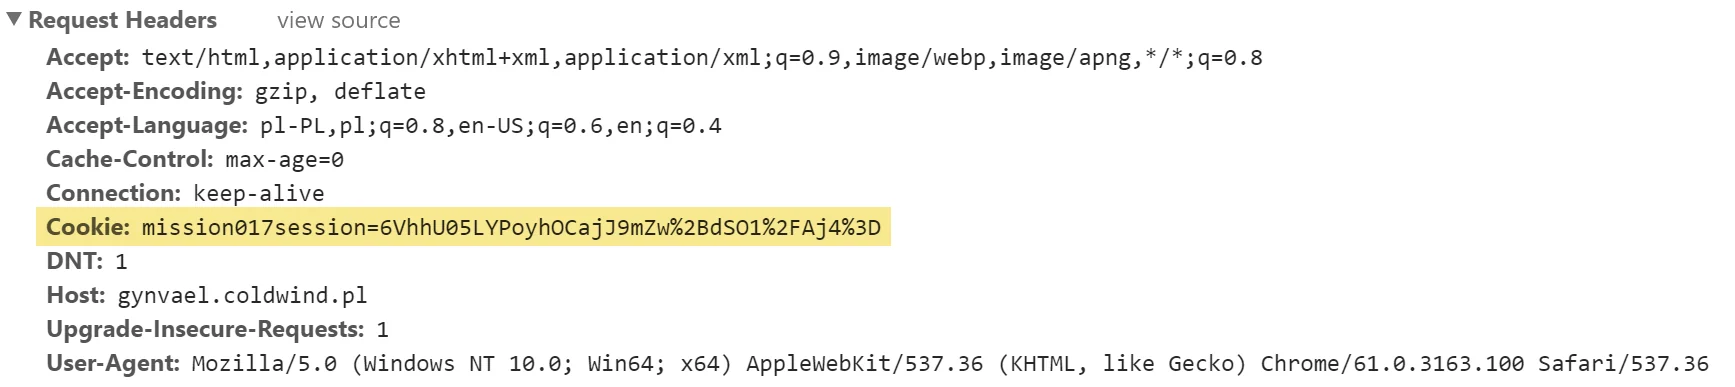 Request Headers view source
Accept: text/html,application/xhtml+xml,application/xml;q=0.9,image/webp,image/apng,*/*;q=0.8
Accept-Encoding: gzip, deflate
Accept-Language: pl-PL,pl;q=0.8,en-US;q=0.6,en;q=0.4
Cache-Control: max-age=0
Connection: keep-alive
Cookie: mission017session=6VhhU05LYPoyhOCajJ9mZw%2BdSO1%2FAj4%3D
DNT: 1
Host: gynvael.coldwind.pl
Upgrade-Insecure-Requests: 1
User-Agent: Mozilla/5.0 (Windows NT 10.0; Win64; x64) AppleWebKit/537.36 (KHTML, like Gecko) Chrome/61.0.3163.100 Safari/537.36